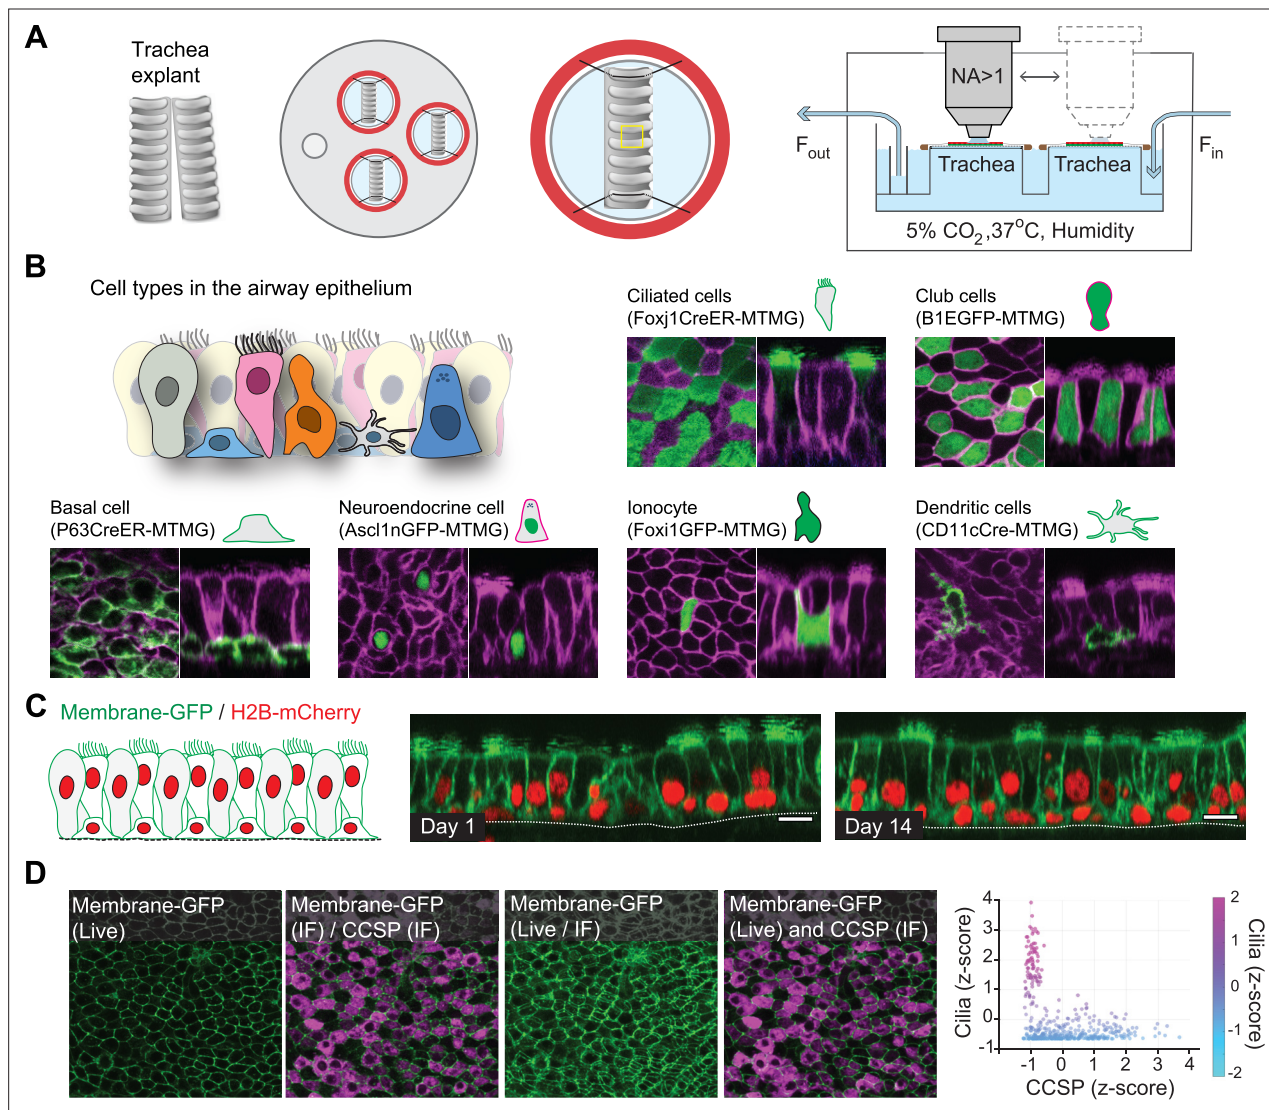 A
Trachea
explant
NA>1
F_out
F_in
Trachea
Trachea
5% CO₂,37°C, Humidity
B
Cell types in the airway epithelium
Ciliated cells
(Foxj1CreER-MTMG)
Club cells
(B1EGFP-MTMG)
Basal cell
(P63CreER-MTMG)
Neuroendocrine cell
(Ascl1nGFP-MTMG)
Ionocyte
(Foxi1GFP-MTMG)
Dendritic cells
(CD11cCre-MTMG)
C
Membrane-GFP / H2B-mCherry
Day 1
Day 14
D
Membrane-GFP
(Live)
Membrane-GFP
(IF) / CCSP (IF)
Membrane-GFP
(Live / IF)
Membrane-GFP
(Live) and CCSP (IF)
Cilia (z-score)
4
3
2
1
0
-1
-1 0 1 2 3 4
CCSP (z-score)
2
1
0
-1
-2
Cilia (z-score)